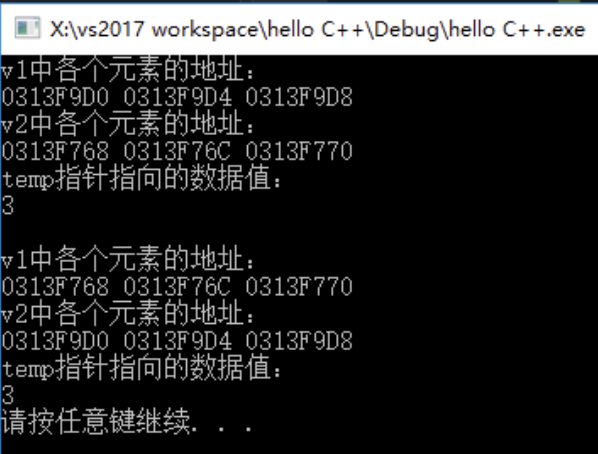 X:\vs2017 workspace\hello C++\Debug\hello C++.exe
v1中各个元素的地址：
0313F9D0 0313F9D4 0313F9D8
v2中各个元素的地址：
0313F768 0313F76C 0313F770
temp指针指向的数据值：
3
v1中各个元素的地址：
0313F768 0313F76C 0313F770
v2中各个元素的地址：
0313F9D0 0313F9D4 0313F9D8
temp指针指向的数据值：
3
请按任意键继续. . .